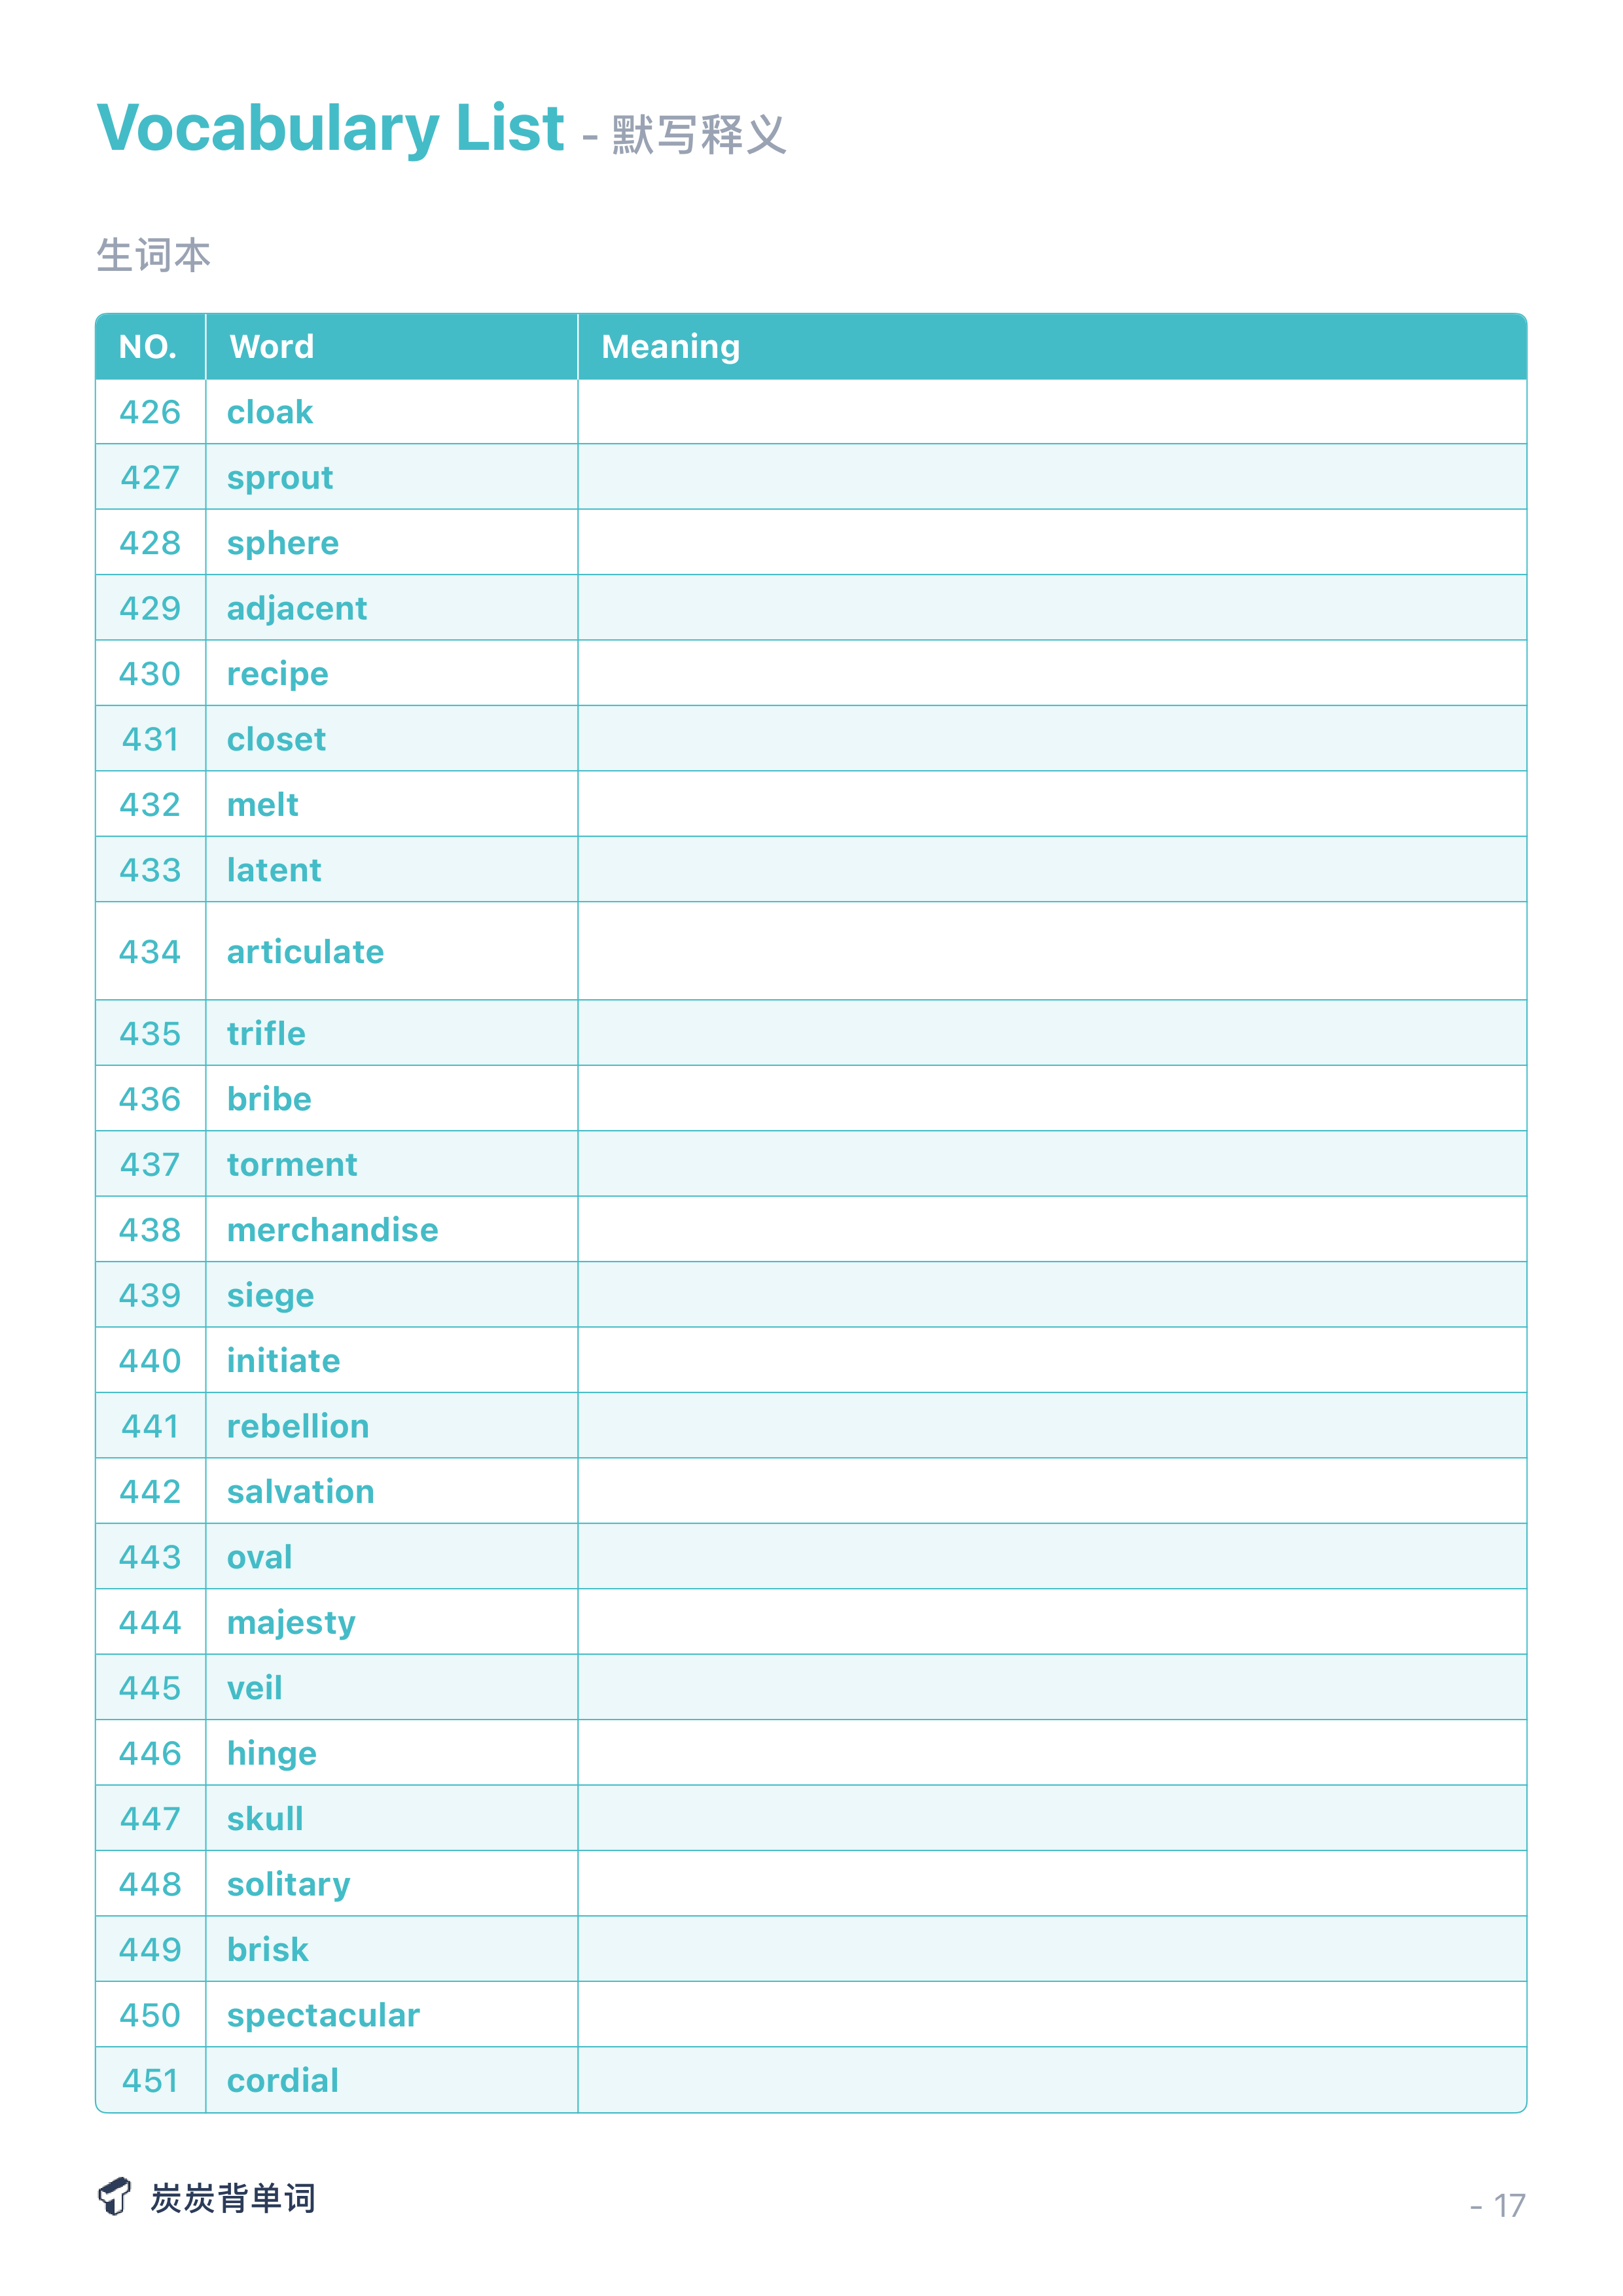 Vocabulary List - 默写释义
生词本
NO. Word Meaning
426 cloak
427 sprout
428 sphere
429 adjacent
430 recipe
431 closet
432 melt
433 latent
434 articulate
435 trifle
436 bribe
437 torment
438 merchandise
439 siege
440 initiate
441 rebellion
442 salvation
443 oval
444 majesty
445 veil
446 hinge
447 skull
448 solitary
449 brisk
450 spectacular
451 cordial
炭炭背单词
- 17